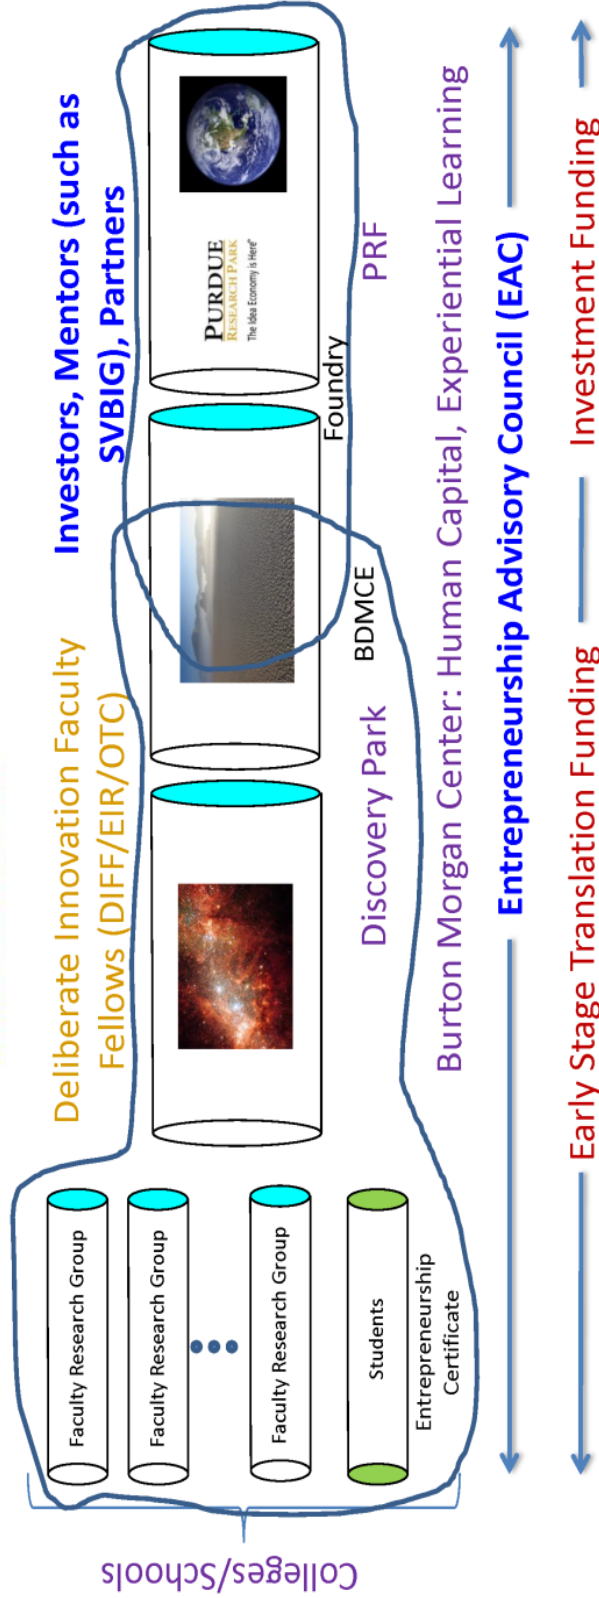 Colleges/Schools
Faculty Research Group
Faculty Research Group
Faculty Research Group
Students
Entrepreneurship
Certificate
Deliberate Innovation Faculty
Fellows (DIFF/EIR/OTC)
Investors, Mentors (such as
SVBIG), Partners
PURDUE
RESEARCH PARK
The Idea Economy is Here"
Discovery Park
BDMCE
Foundry
PRF
Burton Morgan Center: Human Capital, Experiential Learning
Entrepreneurship Advisory Council (EAC)
Early Stage Translation Funding
Investment Funding